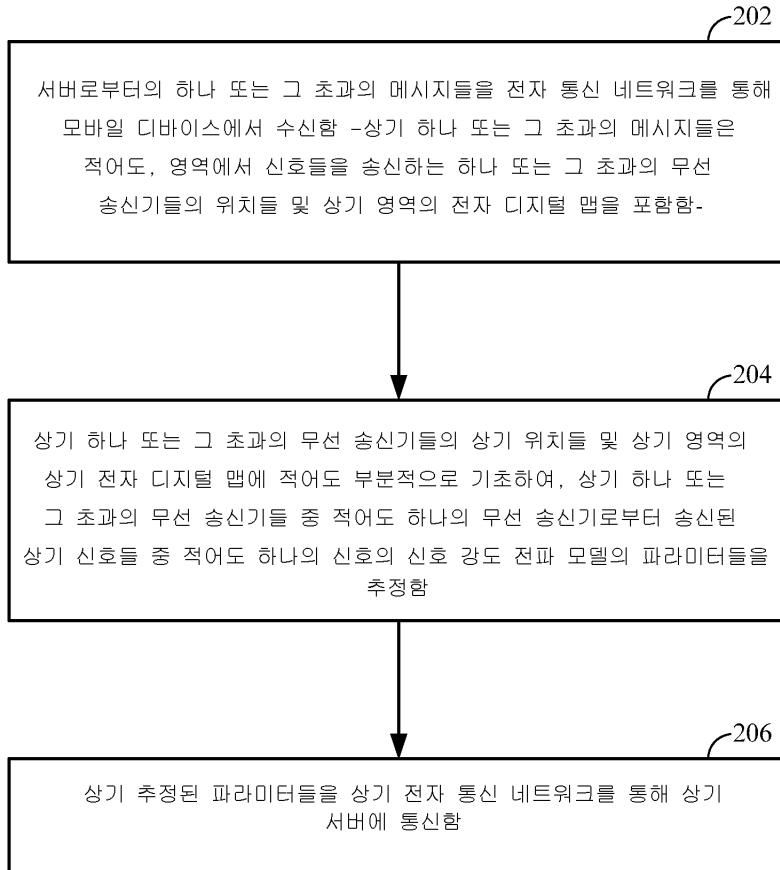 202
서버로부터의 하나 또는 그 초과의 메시지들을 전자 통신 네트워크를 통해
모바일 디바이스에서 수신함 –상기 하나 또는 그 초과의 메시지들은
적어도, 영역에서 신호들을 송신하는 하나 또는 그 초과의 무선
송신기들의 위치들 및 상기 영역의 전자 디지털 맵을 포함함-
204
상기 하나 또는 그 초과의 무선 송신기들의 상기 위치들 및 상기 영역의
상기 전자 디지털 맵에 적어도 부분적으로 기초하여, 상기 하나 또는
그 초과의 무선 송신기들 중 적어도 하나의 무선 송신기로부터 송신된
상기 신호들 중 적어도 하나의 신호의 신호 강도 전파 모델의 파라미터들을
추정함
206
상기 추정된 파라미터들을 상기 전자 통신 네트워크를 통해 상기
서버에 통신함